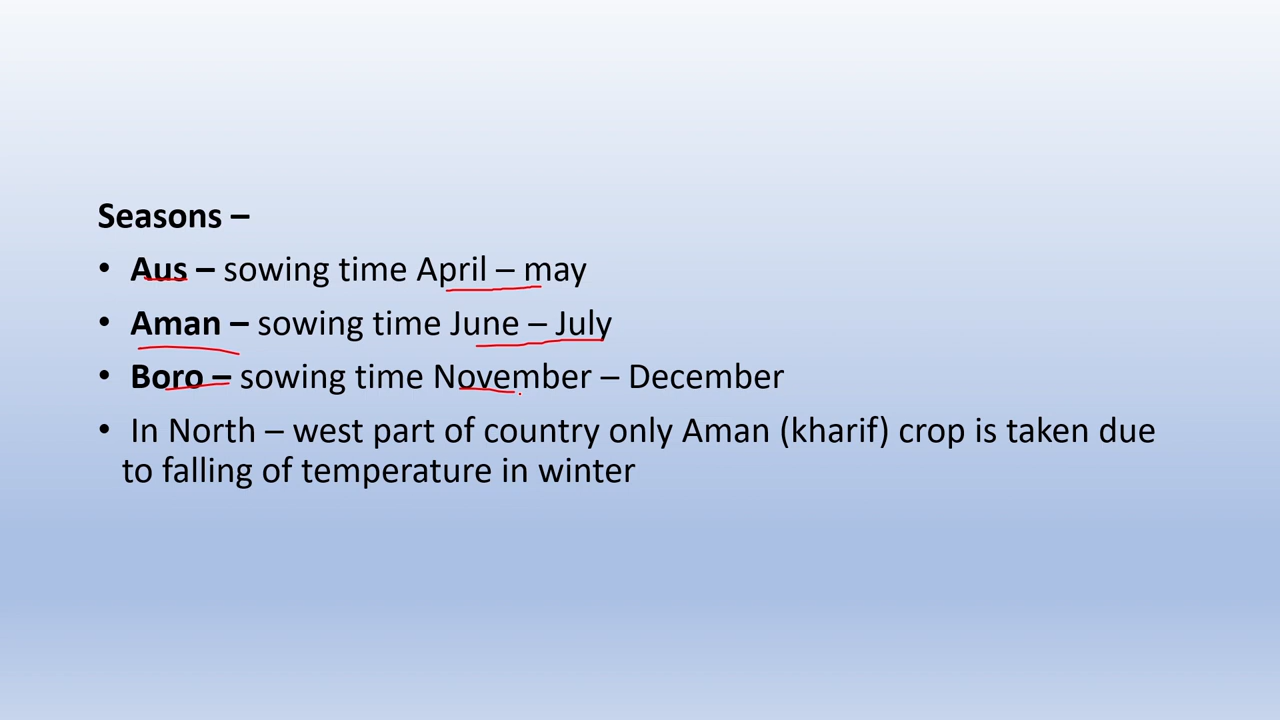 Seasons –
• Aus – sowing time April – may
• Aman – sowing time June – July
• Boro – sowing time November – December
• In North – west part of country only Aman (kharif) crop is taken due
to falling of temperature in winter